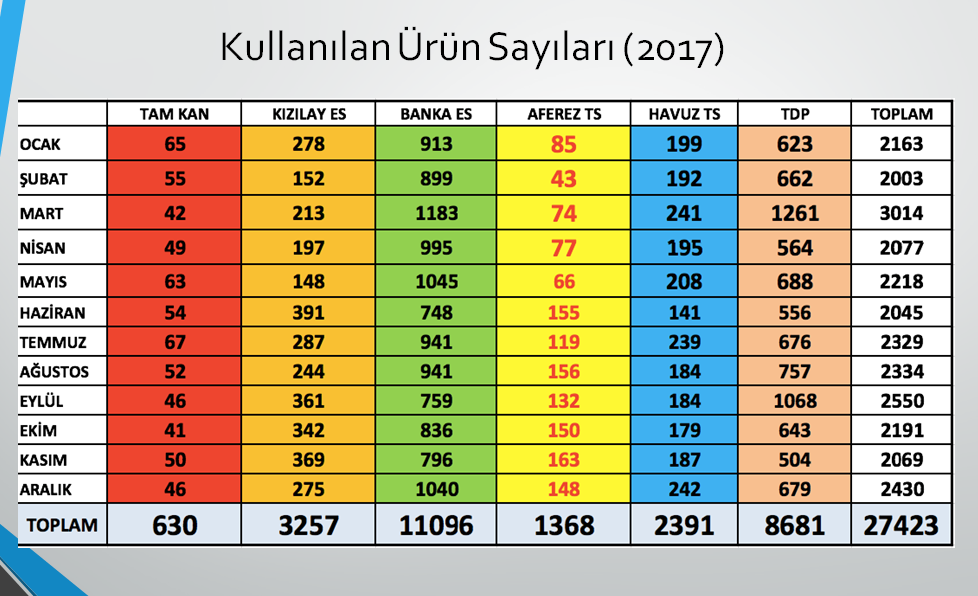 Kullanılan Ürün Sayıları (2017)
TAM KAN KIZILAY ES BANKA ES AFEREZ TS HAVUZ TS TDP TOPLAM
OCAK 65 278 913 85 199 623 2163
ŞUBAT 55 152 899 43 192 662 2003
MART 42 213 1183 74 241 1261 3014
NİSAN 49 197 995 77 195 564 2077
MAYIS 63 148 1045 66 208 688 2218
HAZİRAN 54 391 748 155 141 556 2045
TEMMUZ 67 287 941 119 239 676 2329
AĞUSTOS 52 244 941 156 184 757 2334
EYLÜL 46 361 759 132 184 1068 2550
EKİM 41 342 836 150 179 643 2191
KASIM 50 369 796 163 187 504 2069
ARALIK 46 275 1040 148 242 679 2430
TOPLAM 630 3257 11096 1368 2391 8681 27423